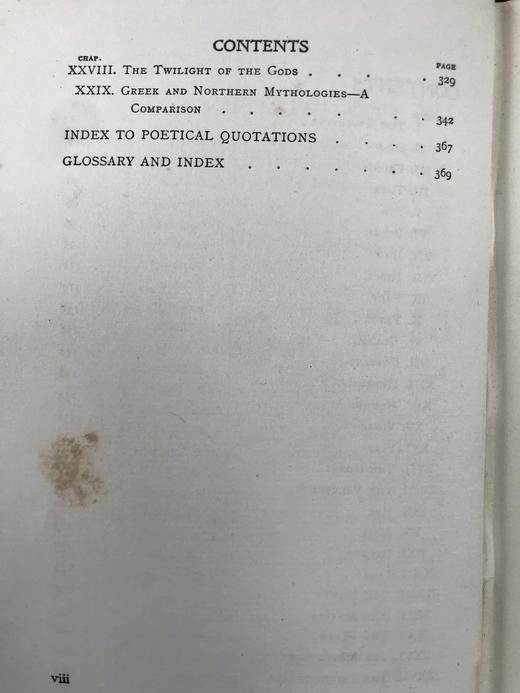 CONTENTS
CHAP. PAGE
XXVIII. The Twilight of the Gods . . . . 329
XXIX. Greek and Northern Mythologies—A
Comparison . . . . . . 342
INDEX TO POETICAL QUOTATIONS . . . . 367
GLOSSARY AND INDEX . . . . . . . 369
viii